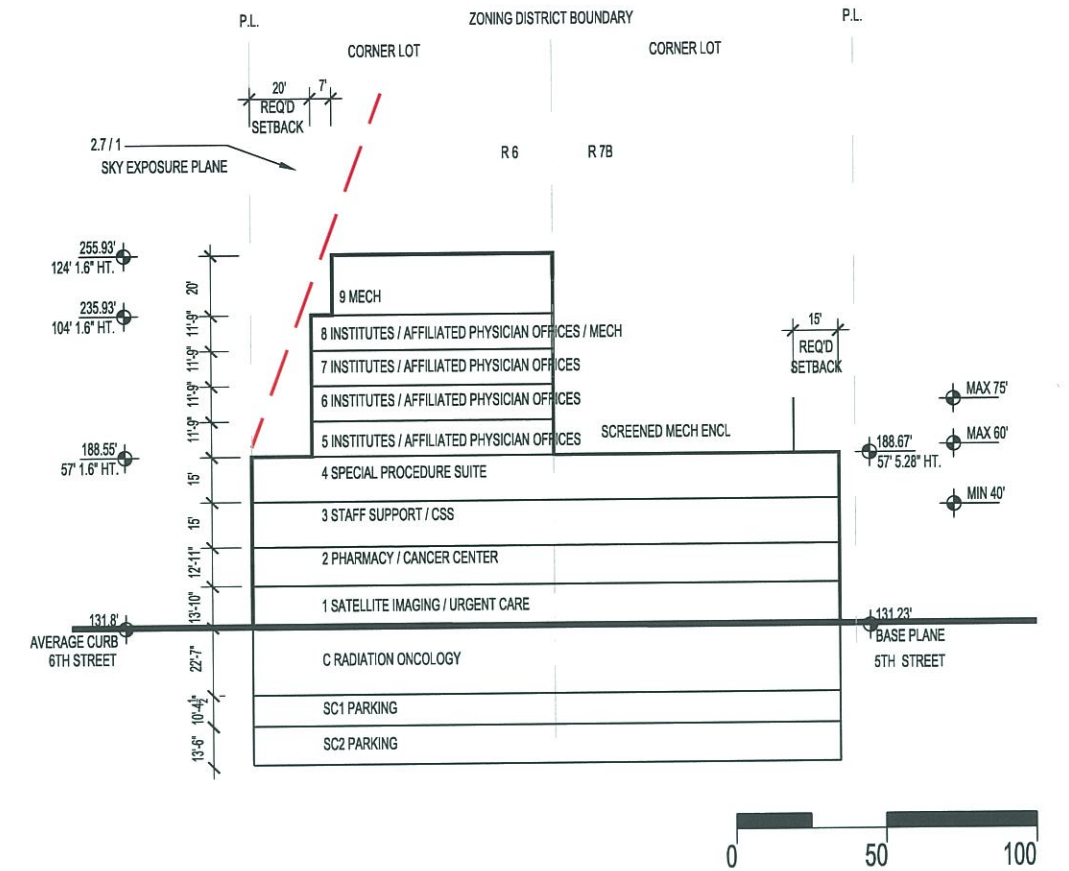 P.L.
ZONING DISTRICT BOUNDARY
P.L.
CORNER LOT
CORNER LOT
20'
7'
REQ'D
SETBACK
2.7 / 1
SKY EXPOSURE PLANE
R 6
R 7B
255.93'
124' 1.6" HT.
235.93'
104' 1.6" HT.
188.55'
57' 1.6" HT.
131.8'
AVERAGE CURB
6TH STREET
20'
11'-9"
11'-9"
11'-9"
11'-9"
15'
15'
12'-11"
13'-10"
22'-7"
10'-4½"
13'-6"
9 MECH
8 INSTITUTES / AFFILIATED PHYSICIAN OFFICES / MECH
7 INSTITUTES / AFFILIATED PHYSICIAN OFFICES
6 INSTITUTES / AFFILIATED PHYSICIAN OFFICES
5 INSTITUTES / AFFILIATED PHYSICIAN OFFICES
4 SPECIAL PROCEDURE SUITE
3 STAFF SUPPORT / CSS
2 PHARMACY / CANCER CENTER
1 SATELLITE IMAGING / URGENT CARE
C RADIATION ONCOLOGY
SC1 PARKING
SC2 PARKING
SCREENED MECH ENCL
15'
REQ'D
SETBACK
MAX 75'
MAX 60'
188.67'
57' 5.28" HT.
MIN 40'
131.23'
BASE PLANE
5TH STREET
0
50
100